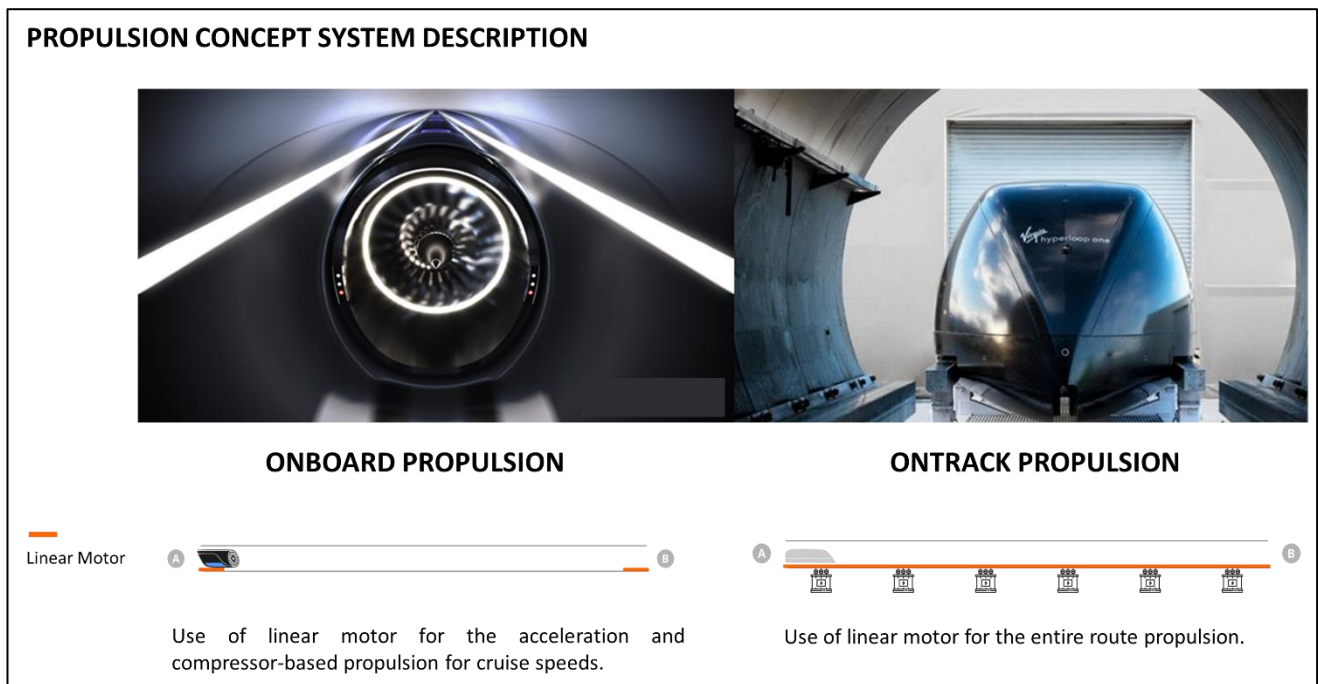 PROPULSION CONCEPT SYSTEM DESCRIPTION
Virgin
hyperloop one
ONBOARD PROPULSION
ONTRACK PROPULSION
Linear Motor
A
B
A
B
Use of linear motor for the acceleration and
compressor-based propulsion for cruise speeds.
Use of linear motor for the entire route propulsion.